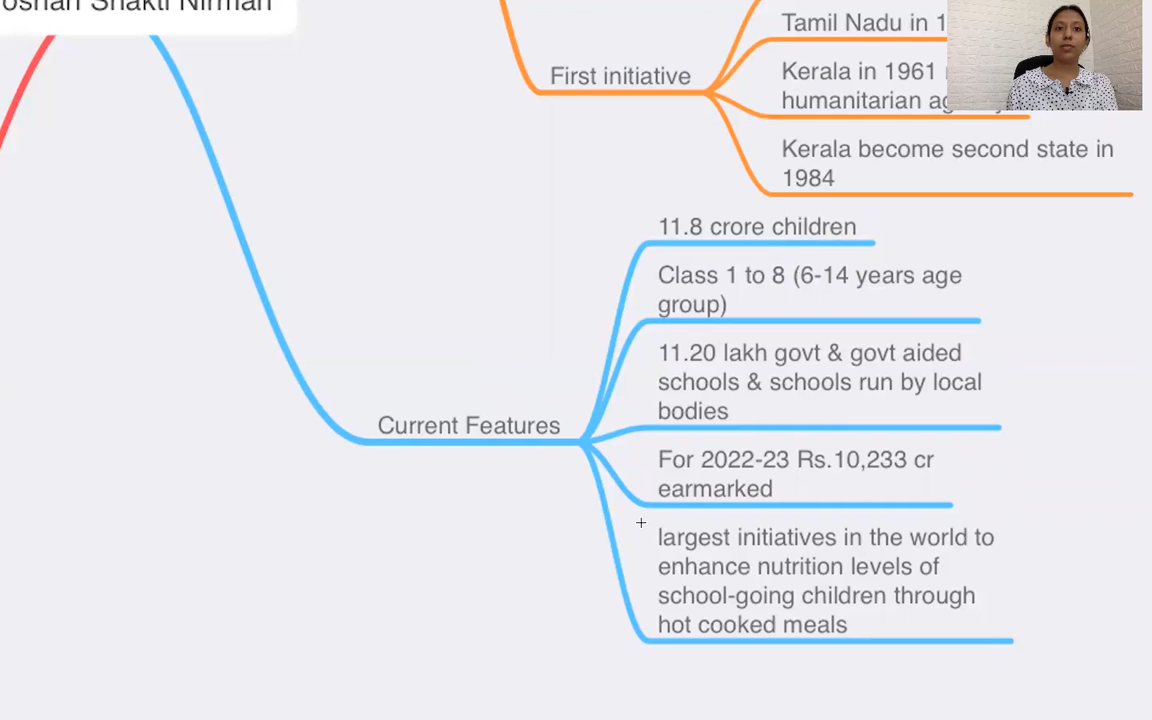 Shakti Nirman
Tamil Nadu in
First initiative
Kerala in 1961
humanitarian
Kerala become second state in
1984
11.8 crore children
Class 1 to 8 (6-14 years age
group)
11.20 lakh govt & govt aided
schools & schools run by local
bodies
Current Features
For 2022-23 Rs.10,233 cr
earmarked
largest initiatives in the world to
enhance nutrition levels of
school-going children through
hot cooked meals